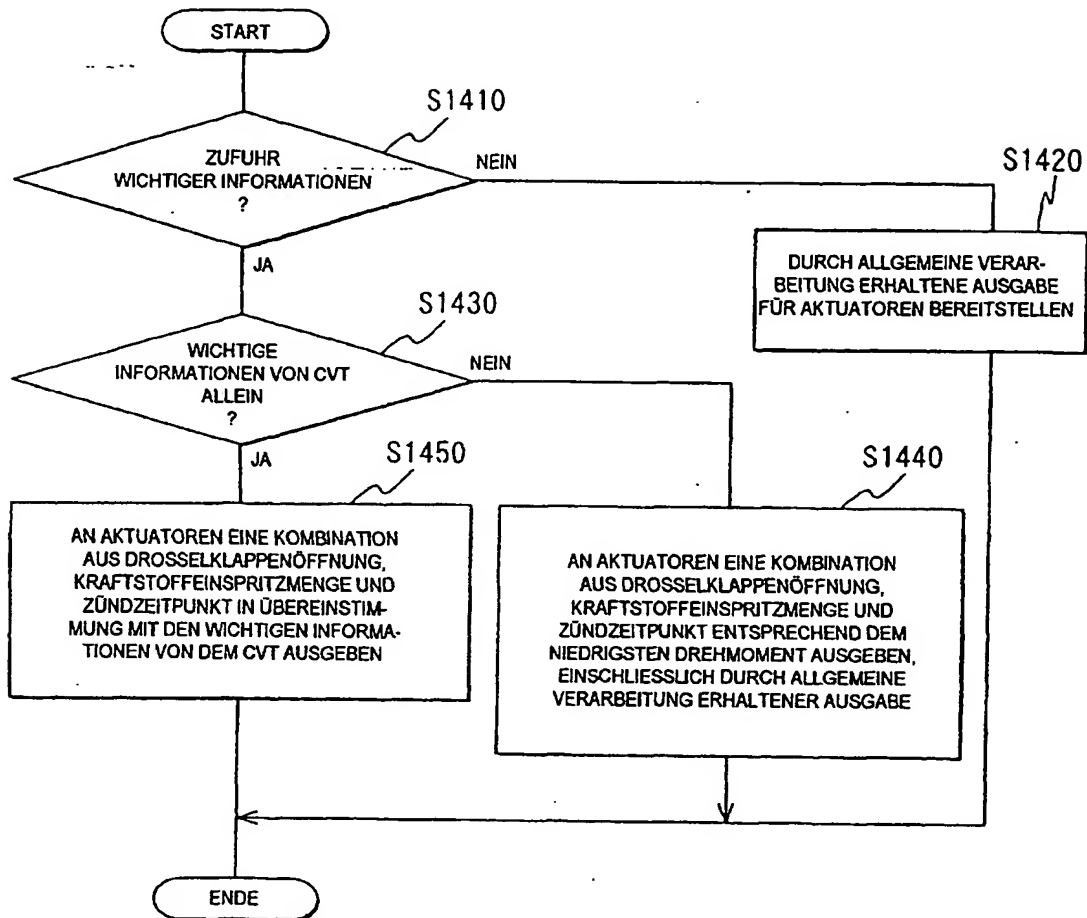 START
S1410
ZUFUHR
WICHTIGER INFORMATIONEN
?
NEIN
JA
S1420
DURCH ALLGEMEINE VERAR-
BEITUNG ERHALTENE AUSGABE
FÜR AKTUATOREN BEREITSTELLEN
S1430
WICHTIGE
INFORMATIONEN VON CVT
ALLEIN
?
NEIN
JA
S1450
AN AKTUATOREN EINE KOMBINATION
AUS DROSSELKLAPPENÖFFNUNG,
KRAFTSTOFFEINSPRITZMENGE UND
ZÜNDZEITPUNKT IN ÜBEREINSTIM-
MUNG MIT DEN WICHTIGEN INFORMA-
TIONEN VON DEM CVT AUSGEBEN
S1440
AN AKTUATOREN EINE KOMBINATION
AUS DROSSELKLAPPENÖFFNUNG,
KRAFTSTOFFEINSPRITZMENGE UND
ZÜNDZEITPUNKT ENTSPRECHEND DEM
NIEDRIGSTEN DREHMOMENT AUSGEBEN,
EINSCHLIESSLICH DURCH ALLGEMEINE
VERARBEITUNG ERHALTENER AUSGABE
ENDE